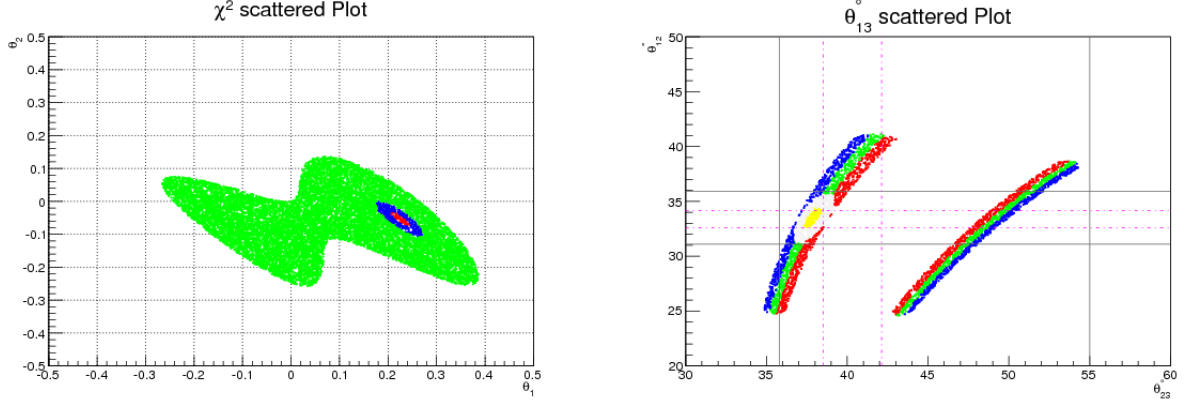 χ² scattered Plot
θ₂
0.5
0.4
0.3
0.2
0.1
0
-0.1
-0.2
-0.3
-0.4
-0.5
-0.5 -0.4 -0.3 -0.2 -0.1 0 0.1 0.2 0.3 0.4 0.5
θ₁
θ°₁₃ scattered Plot
θ°₁₂
50
45
40
35
30
25
20
30 35 40 45 50 55 60
θ°₂₃